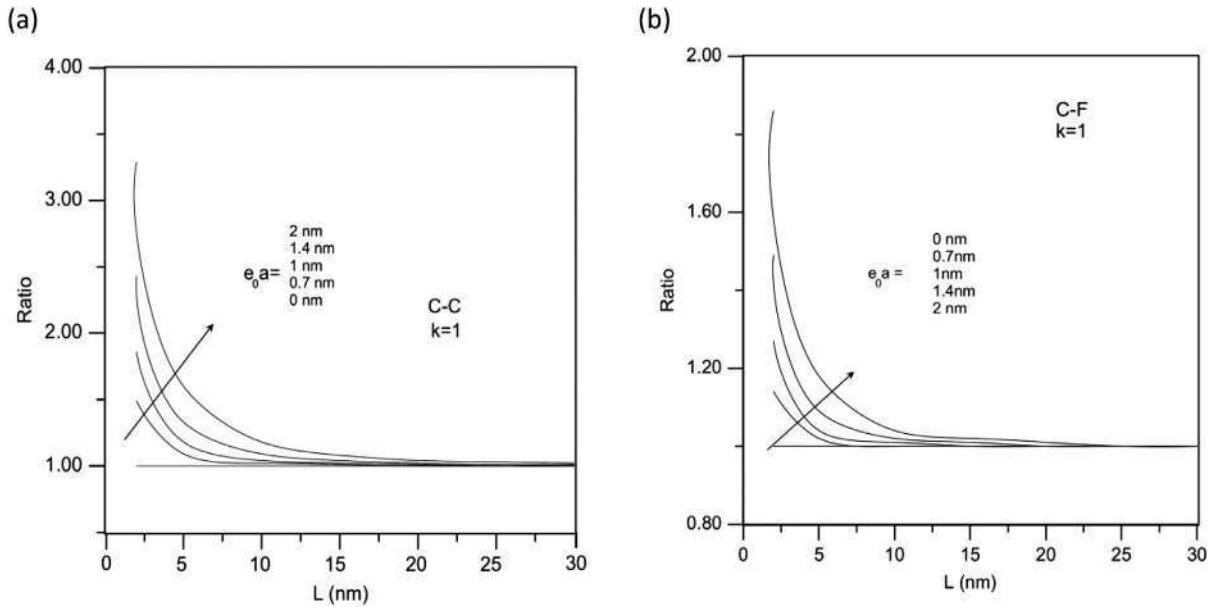 (a)
4.00
3.00
2.00
1.00
Ratio
2 nm
1.4 nm
e₀a= 1 nm
0.7 nm
0 nm
C-C
k=1
0 5 10 15 20 25 30
L (nm)
(b)
2.00
1.60
1.20
0.80
Ratio
C-F
k=1
0 nm
0.7nm
e₀a = 1nm
1.4nm
2 nm
0 5 10 15 20 25 30
L (nm)